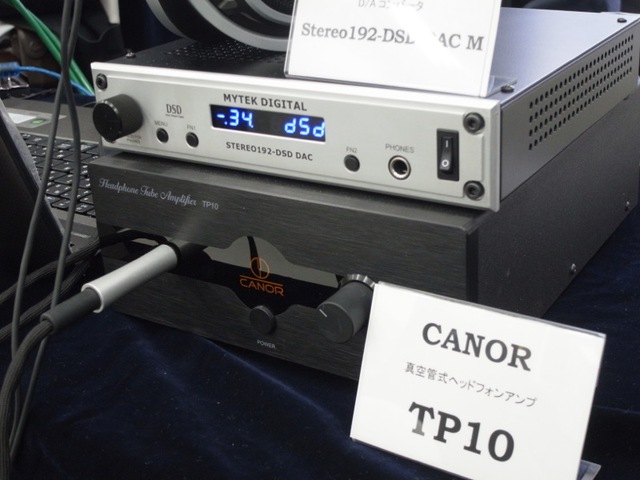 D/Aコンバータ
Stereo192-DSD DAC M
MYTEK DIGITAL
DSD
-.34 dSd
MENU
FN1
FN2
PHONES
STEREO192-DSD DAC
Headphone Tube Amplifier TP10
CANOR
POWER
CANOR
真空管式ヘッドフォンアンプ
TP10